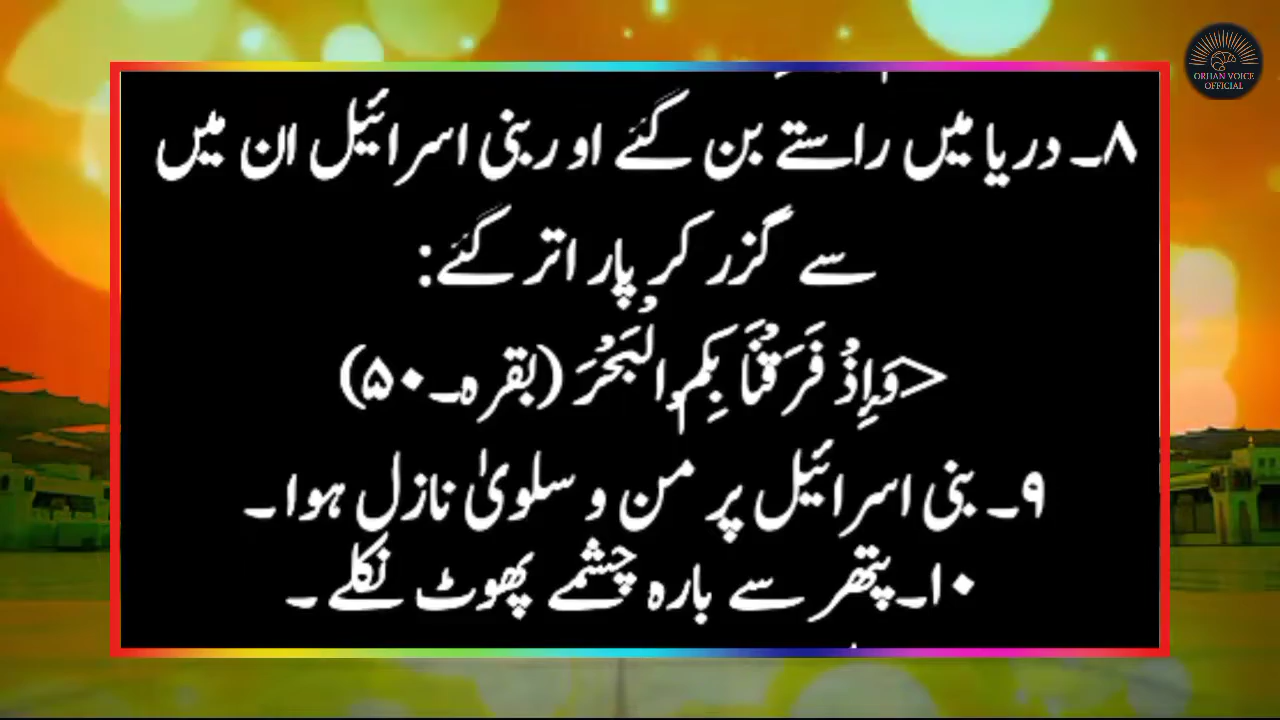 ۸۔ دریا میں راستے بن گئے اور بنی اسرائیل ان میں
سے گزر کر پار اتر گئے:
<وَاِذْ فَرَقْنَا بِکُمُ الْبَحْرَ (بقرہ۔۵۰)
۹۔ بنی اسرائیل پر من و سلویٰ نازل ہوا۔
۱۰۔ پتھر سے بارہ چشمے پھوٹ نکلے۔
ORHAN VOICE
OFFICIAL